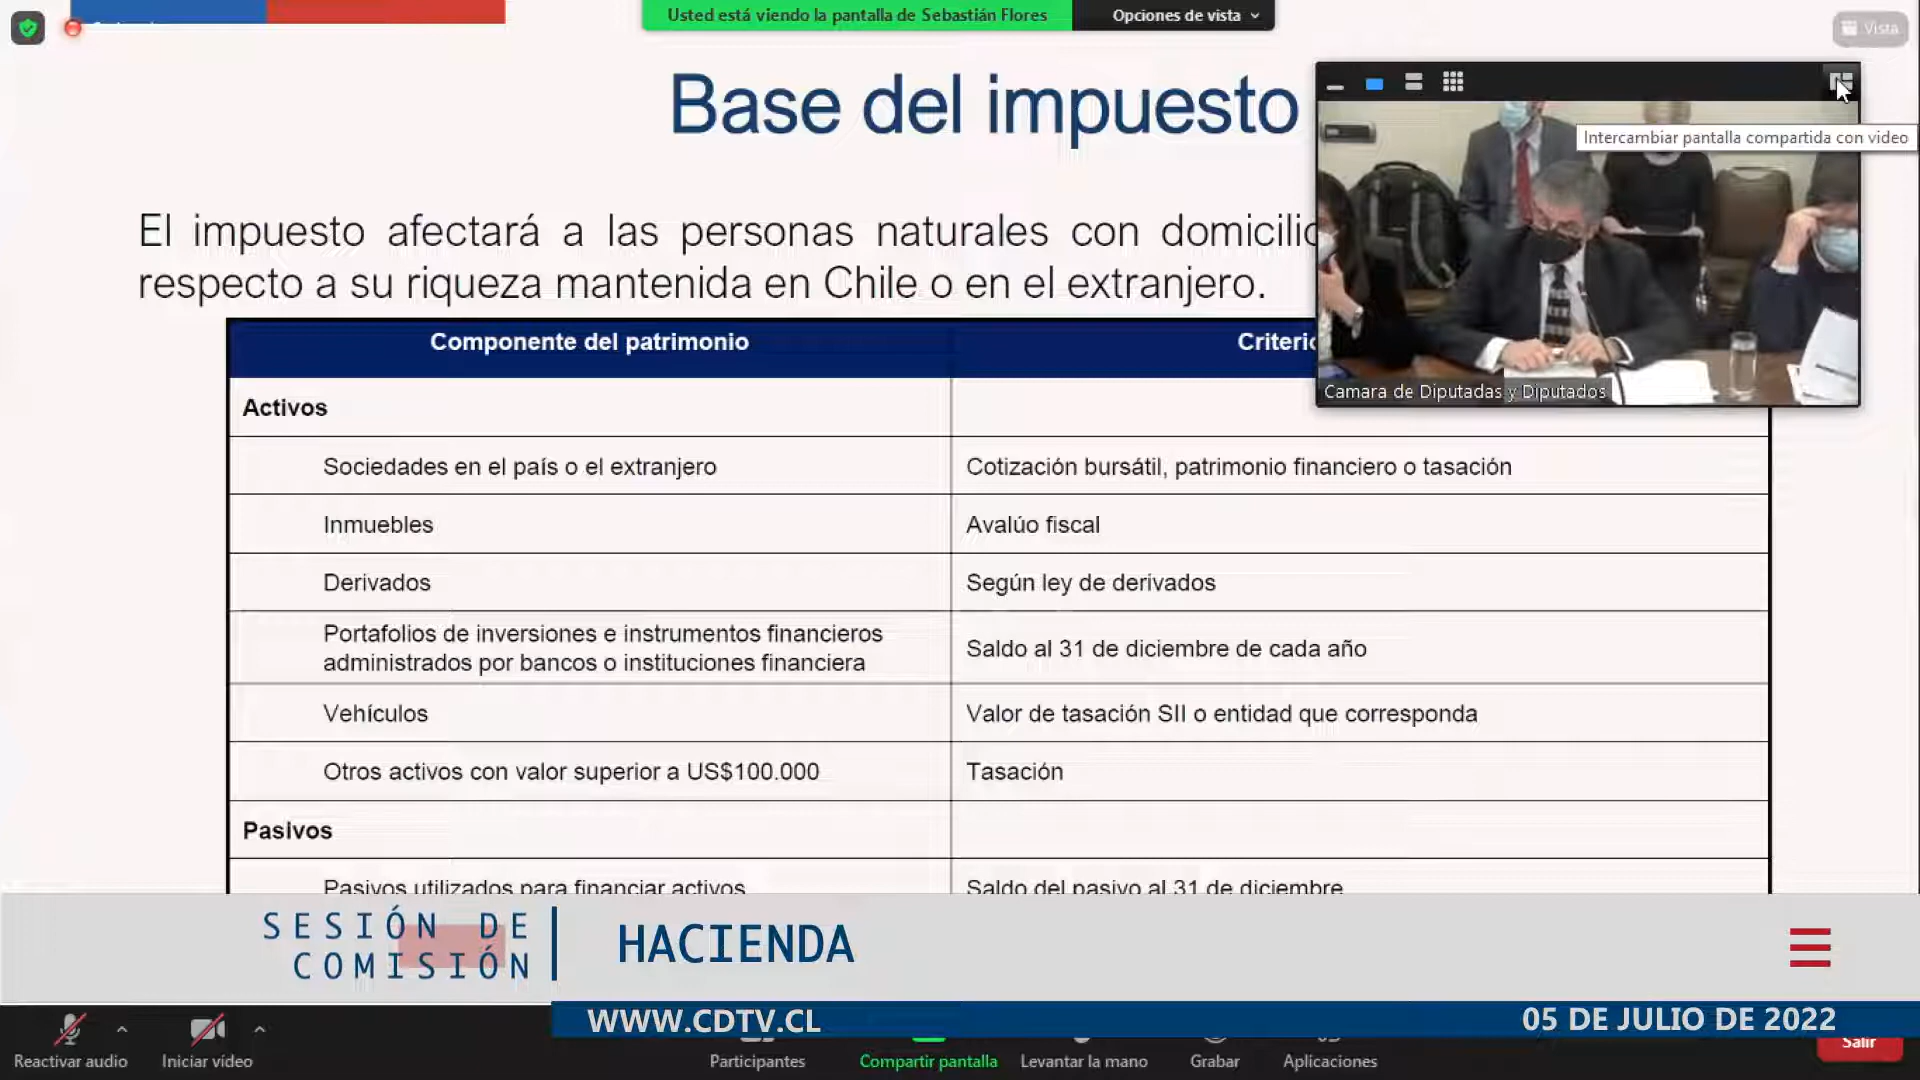 Usted está viendo la pantalla de Sebastián Flores
Opciones de vista
Vista
Base del impuesto
Intercambiar pantalla compartida con video
El impuesto afectará a las personas naturales con
respecto a su riqueza mantenida en Chile o en el extranjero.
Camara de Diputadas y Diputados
Componente del patrimonio
Activos
Sociedades en el país o el extranjero
Cotización bursátil, patrimonio financiero o tasación
Inmuebles
Avalúo fiscal
Derivados
Según ley de derivados
Portafolios de inversiones e instrumentos financieros
administrados por bancos o instituciones financiera
Saldo al 31 de diciembre de cada año
Vehículos
Valor de tasación SII o entidad que corresponda
Otros activos con valor superior a US$100.000
Tasación
Pasivos
Pasivos utilizados para financiar activos
Saldo del pasivo al 31 de diciembre
SESIÓN DE
COMISIÓN
HACIENDA
WWW.CDTV.CL
05 DE JULIO DE 2022
Reactivar audio
Iniciar vídeo
Participantes
Compartir pantalla
Levantar la mano
Grabar
Aplicaciones
Salir